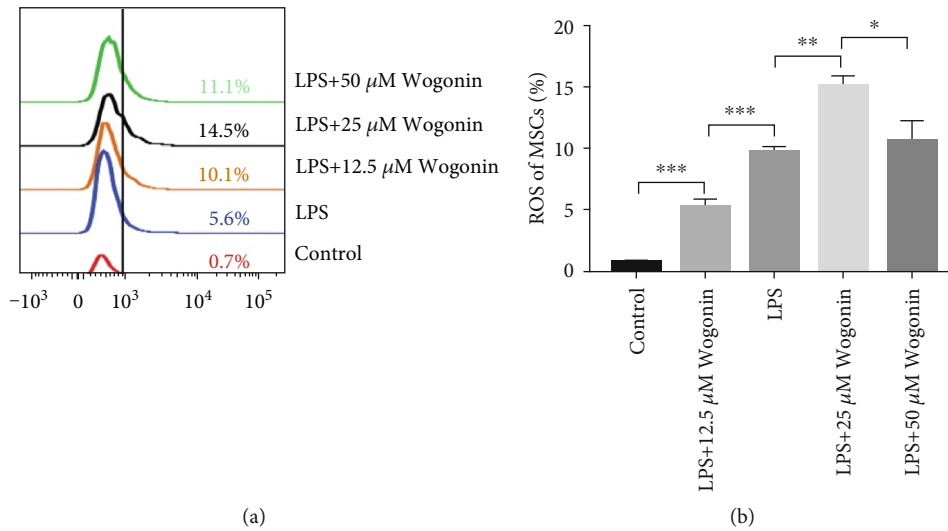 (a)
11.1%
LPS+50 μM Wogonin
14.5%
LPS+25 μM Wogonin
10.1%
LPS+12.5 μM Wogonin
5.6%
LPS
0.7%
Control
−10³ 0 10³ 10⁴ 10⁵
(a)
ROS of MSCs (%)
20
15
10
5
0
***
***
**
*
Control
LPS+12.5 μM Wogonin
LPS
LPS+25 μM Wogonin
LPS+50 μM Wogonin
(b)